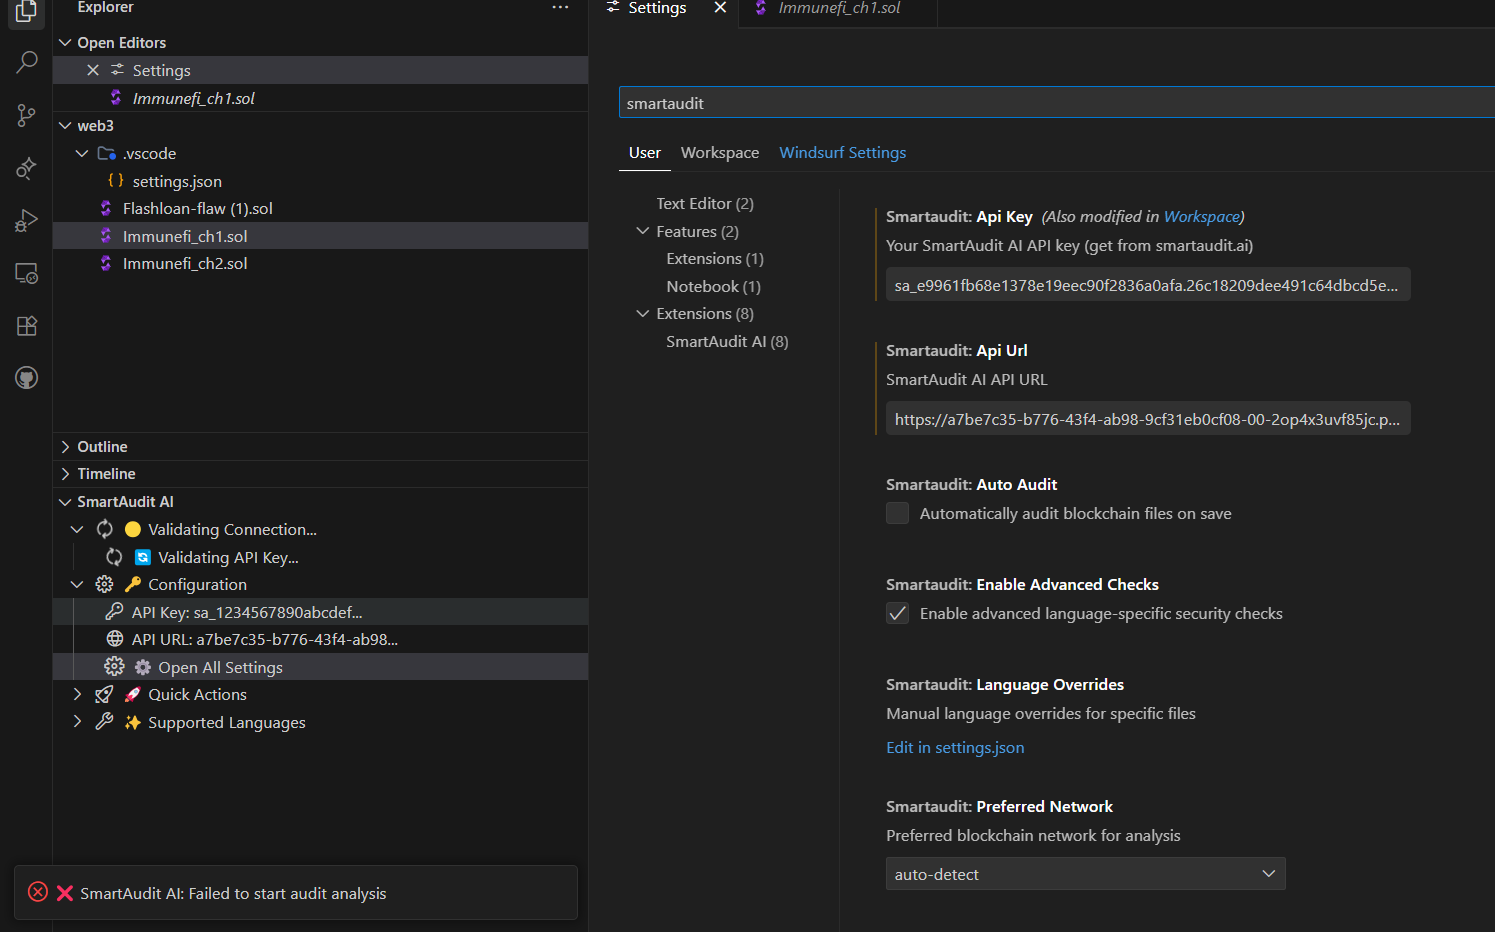 Explorer
Open Editors
Settings
Immunefi_ch1.sol
web3
.vscode
settings.json
Flashloan-flaw (1).sol
Immunefi_ch1.sol
Immunefi_ch2.sol
Outline
Timeline
SmartAudit AI
Validating Connection...
Validating API Key...
Configuration
API Key: sa_1234567890abcdef...
API URL: a7be7c35-b776-43f4-ab98...
Open All Settings
Quick Actions
Supported Languages
SmartAudit AI: Failed to start audit analysis
Settings
Immunefi_ch1.sol
smartaudit
User Workspace Windsurf Settings
Text Editor (2)
Features (2)
Extensions (1)
Notebook (1)
Extensions (8)
SmartAudit AI (8)
Smartaudit: Api Key (Also modified in Workspace)
Your SmartAudit AI API key (get from smartaudit.ai)
sa_e9961fb68e1378e19eec90f2836a0afa.26c18209dee491c64dbcd5e...
Smartaudit: Api Url
SmartAudit AI API URL
https://a7be7c35-b776-43f4-ab98-9cf31eb0cf08-00-2op4x3uvf85jc.p...
Smartaudit: Auto Audit
Automatically audit blockchain files on save
Smartaudit: Enable Advanced Checks
Enable advanced language-specific security checks
Smartaudit: Language Overrides
Manual language overrides for specific files
Edit in settings.json
Smartaudit: Preferred Network
Preferred blockchain network for analysis
auto-detect